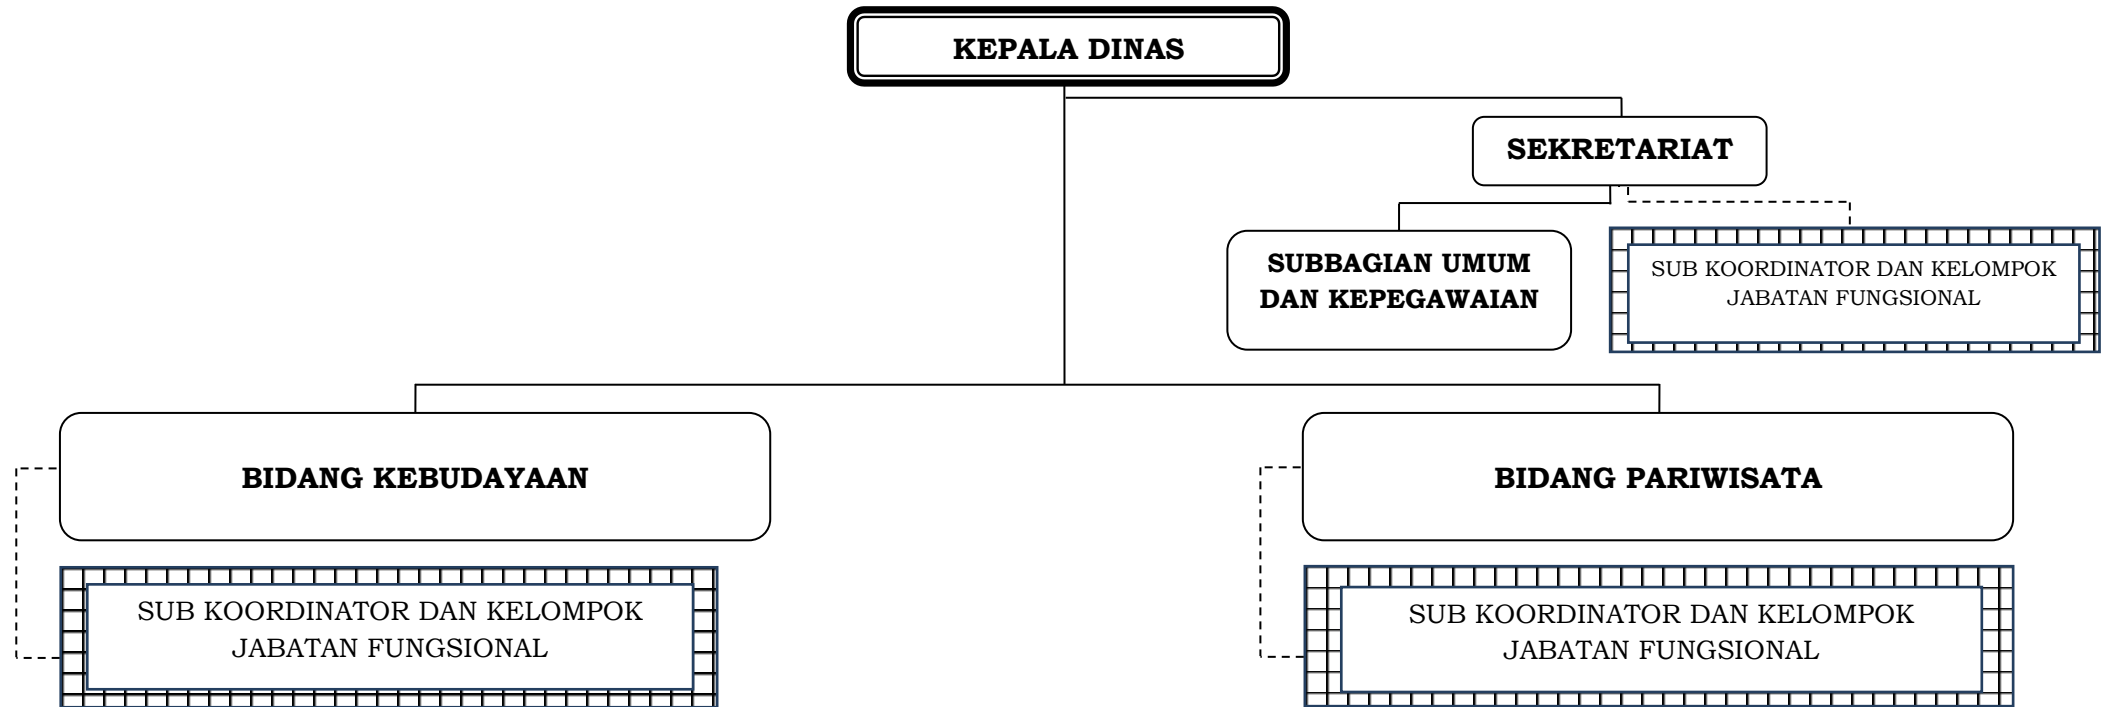 KEPALA DINAS
SEKRETARIAT
SUBBAGIAN UMUM
DAN KEPEGAWAIAN
SUB KOORDINATOR DAN KELOMPOK
JABATAN FUNGSIONAL
BIDANG KEBUDAYAAN
BIDANG PARIWISATA
SUB KOORDINATOR DAN KELOMPOK
JABATAN FUNGSIONAL
SUB KOORDINATOR DAN KELOMPOK
JABATAN FUNGSIONAL